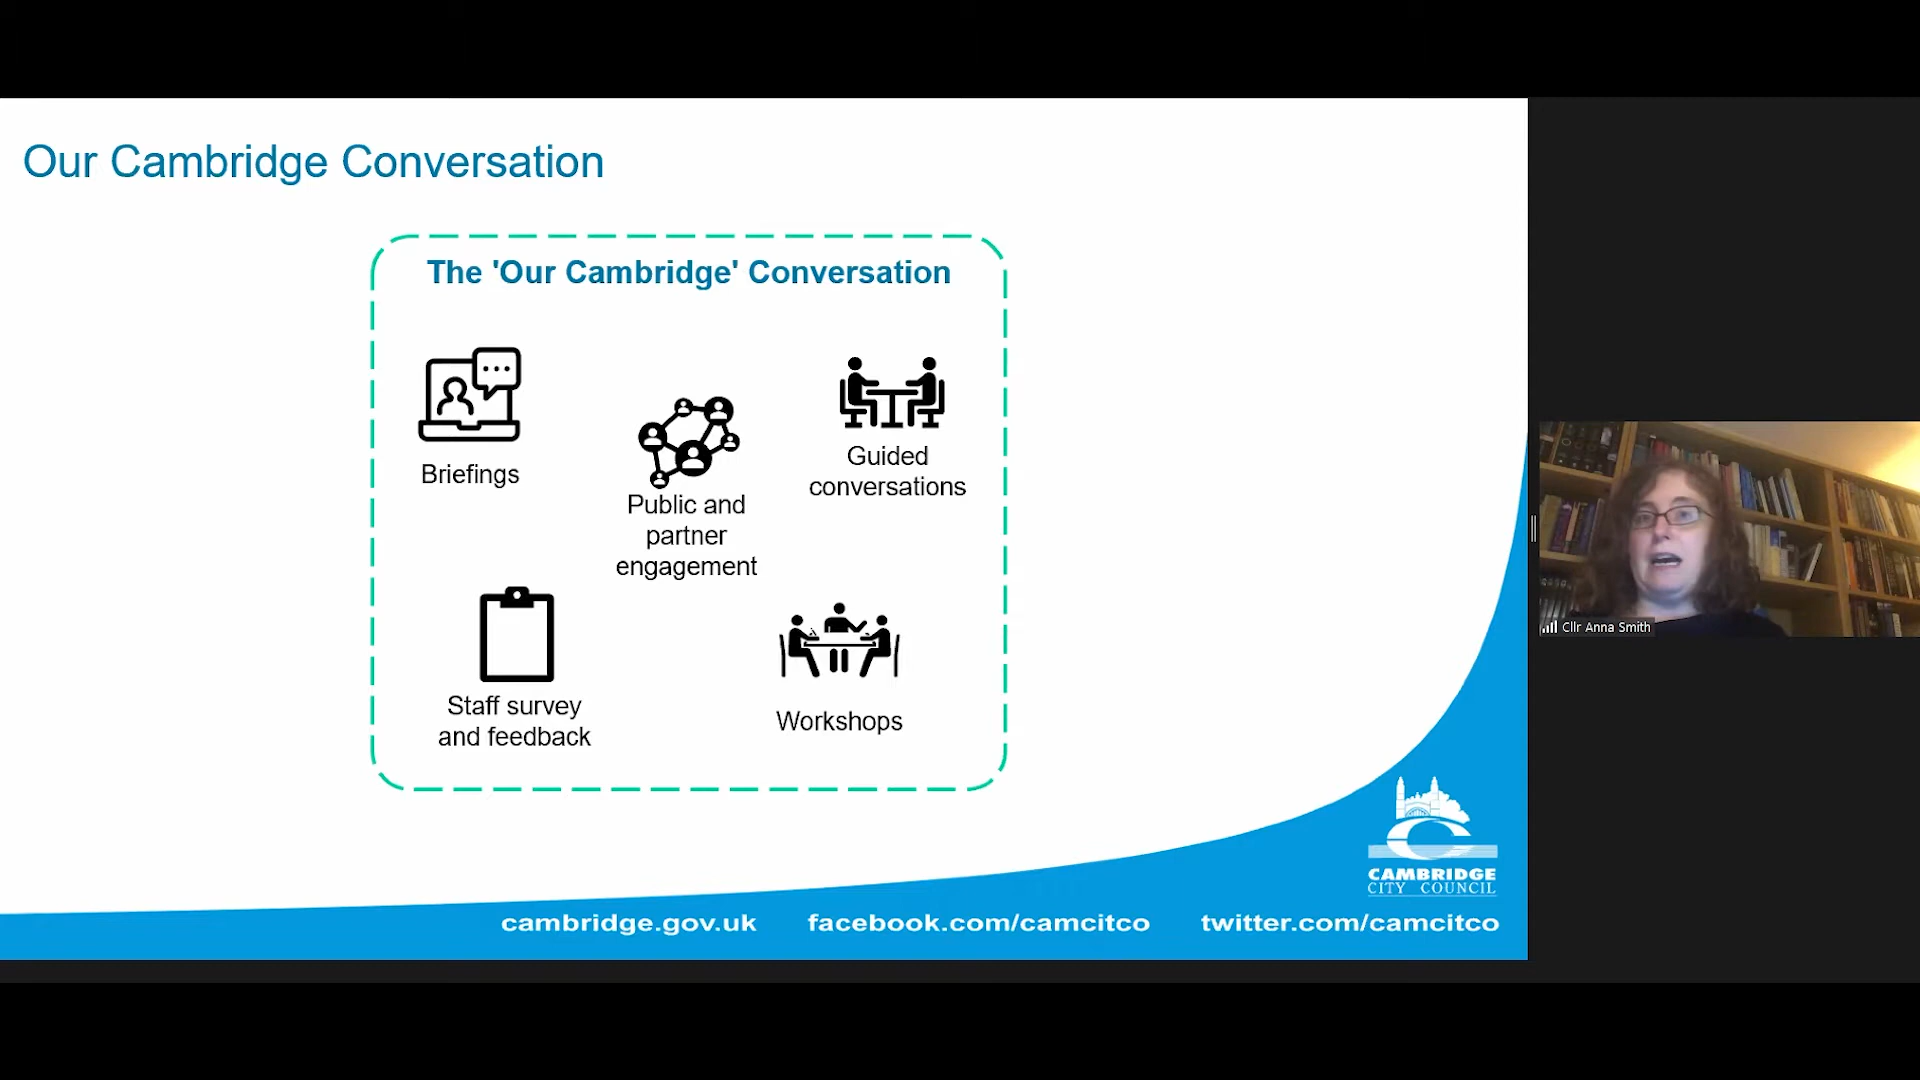 Our Cambridge Conversation
The 'Our Cambridge' Conversation
Briefings
Public and
partner
engagement
Guided
conversations
Staff survey
and feedback
Workshops
Cllr Anna Smith
CAMBRIDGE
CITY COUNCIL
cambridge.gov.uk facebook.com/camcitco twitter.com/camcitco